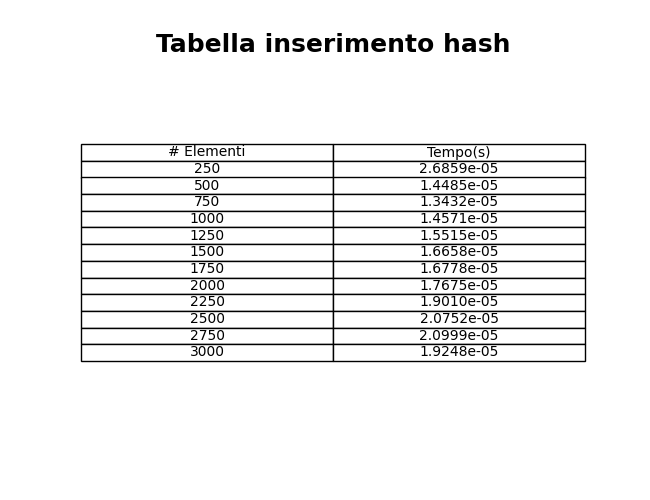 Tabella inserimento hash
# Elementi Tempo(s)
250 2.6859e-05
500 1.4485e-05
750 1.3432e-05
1000 1.4571e-05
1250 1.5515e-05
1500 1.6658e-05
1750 1.6778e-05
2000 1.7675e-05
2250 1.9010e-05
2500 2.0752e-05
2750 2.0999e-05
3000 1.9248e-05